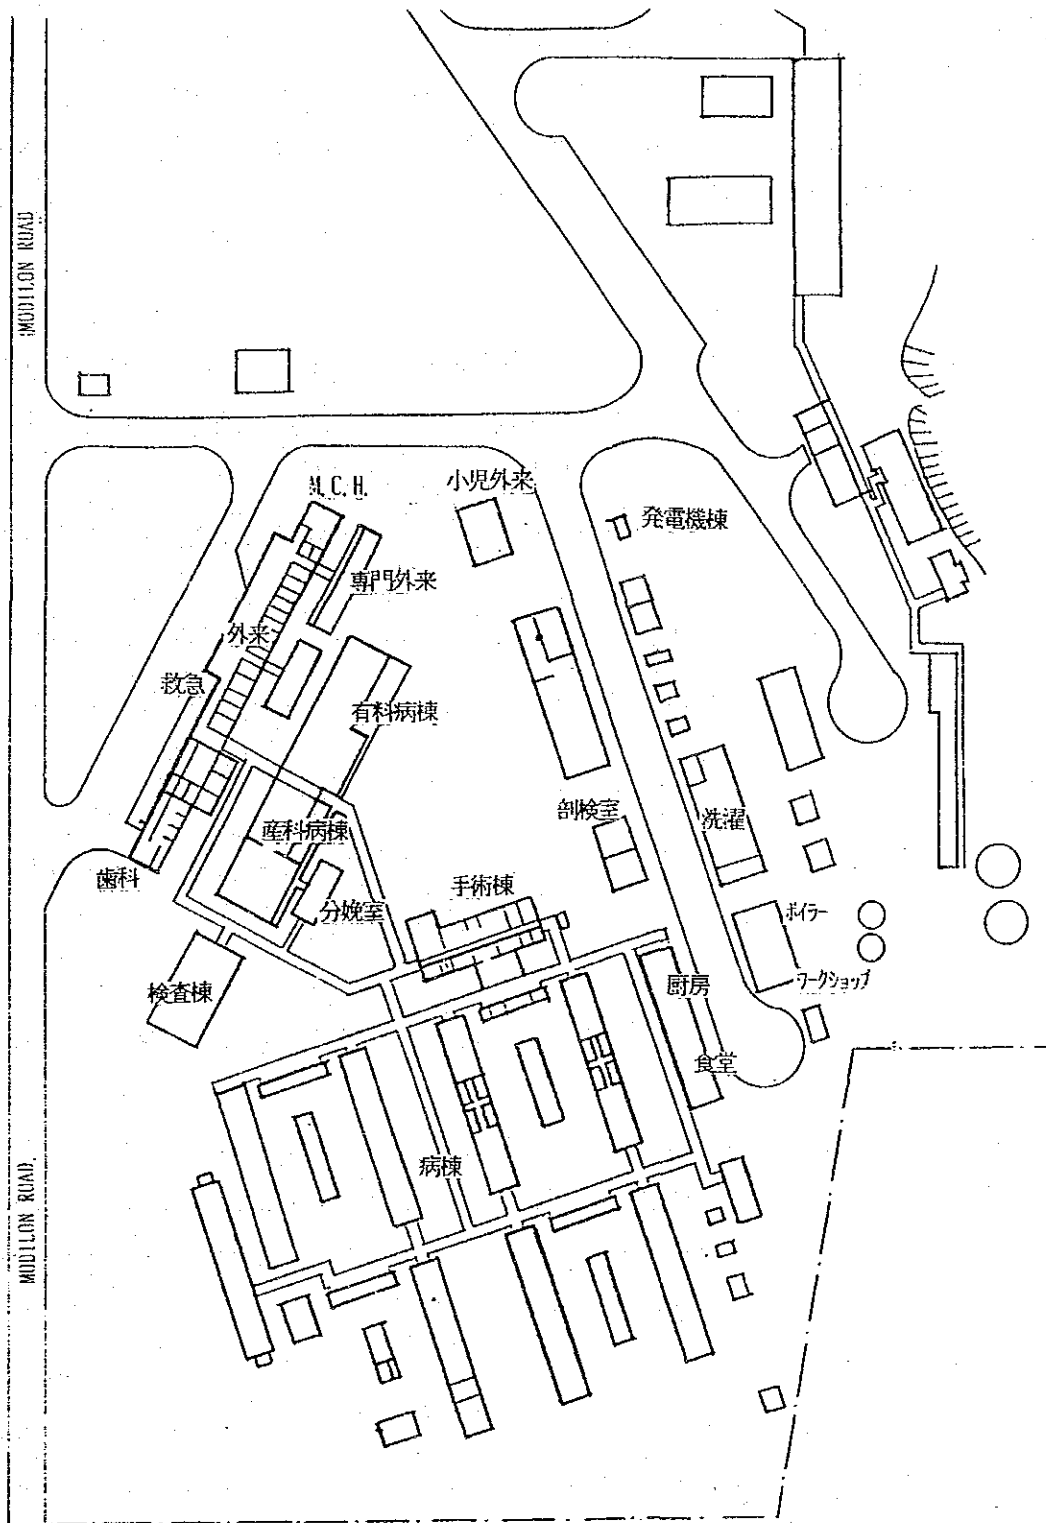 MODILON ROAD
M.C.H.
小児外来
発電機棟
専門外来
外来
救急
有料病棟
剖検室
洗濯
産科病棟
歯科
手術棟
分娩室
ボイラー
検査棟
厨房
ワークショップ
食堂
病棟
MODILON ROAD.